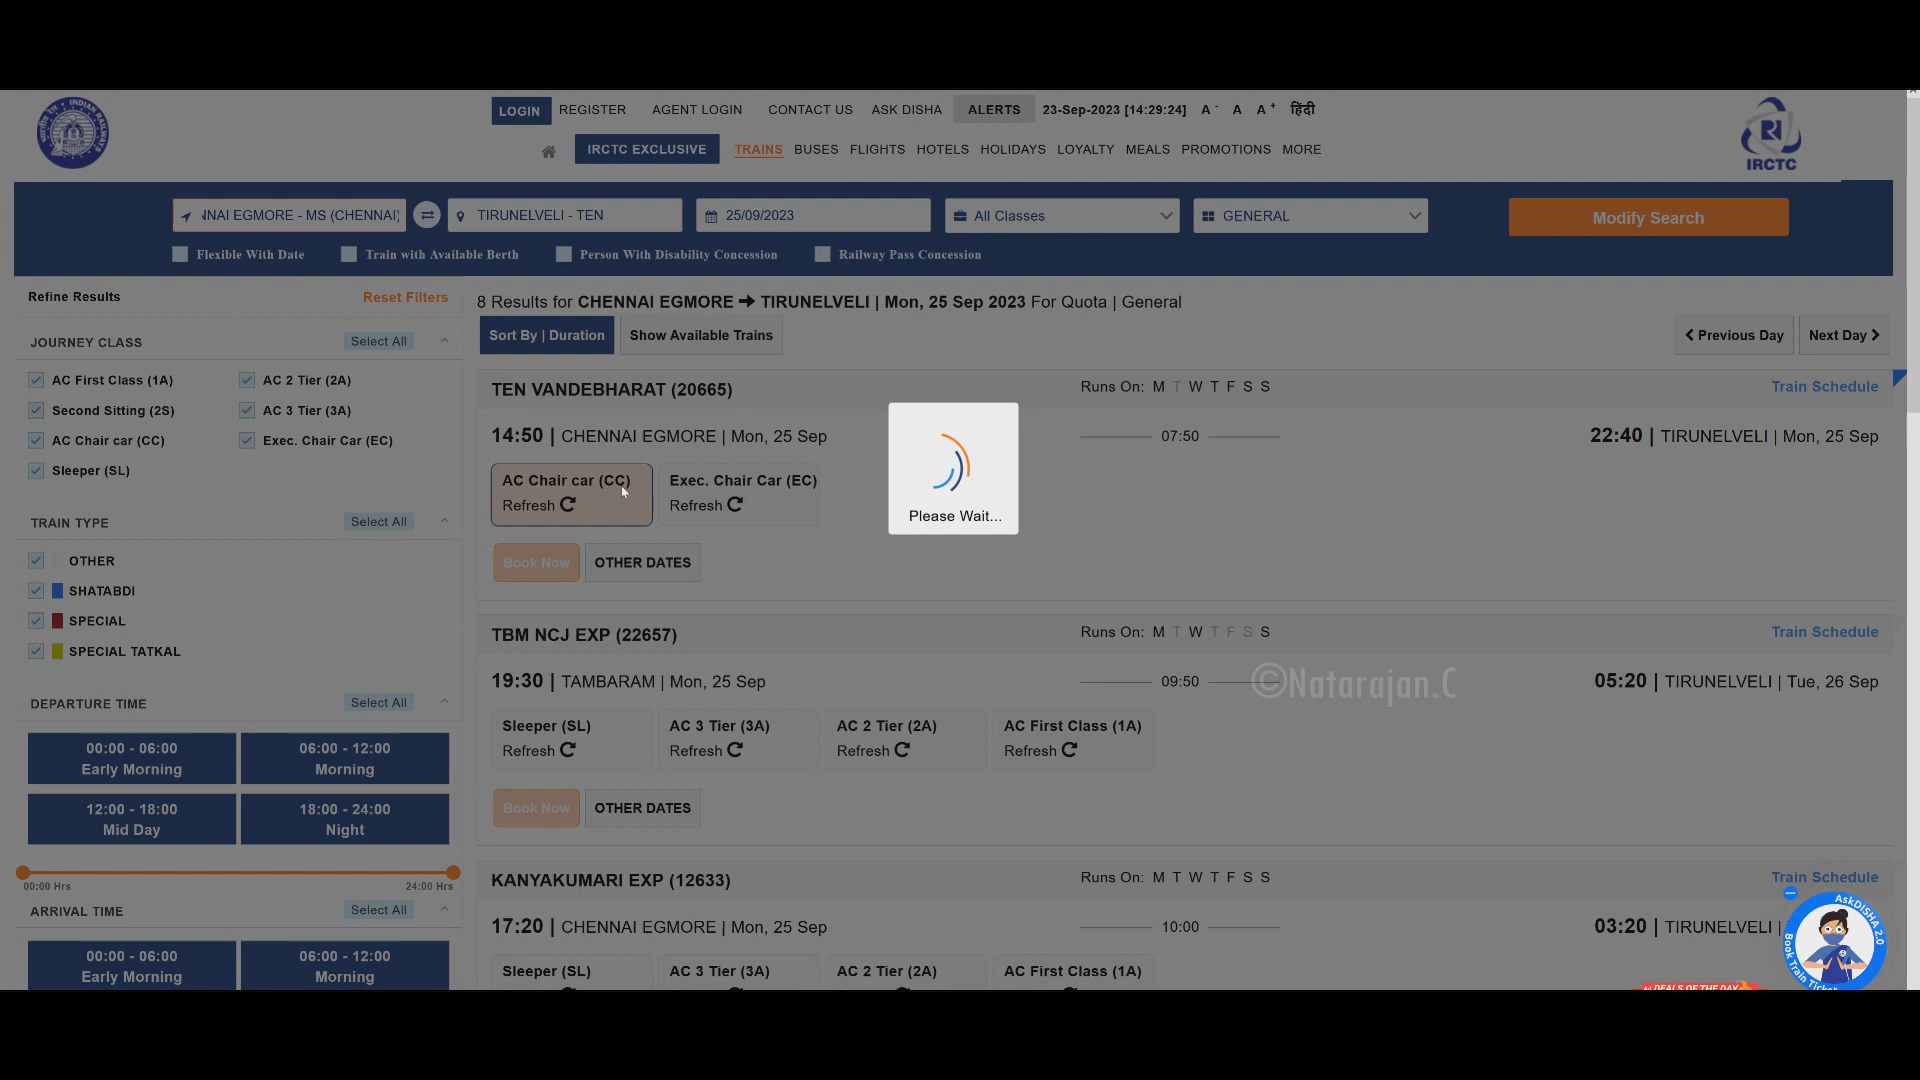 LOGIN REGISTER AGENT LOGIN CONTACT US ASK DISHA ALERTS 23-Sep-2023 [14:29:24] A- A A+ हिंदी
INDIAN RAILWAYS
IRCTC EXCLUSIVE TRAINS BUSES FLIGHTS HOTELS HOLIDAYS LOYALTY MEALS PROMOTIONS MORE
IRCTC
NAI EGMORE - MS (CHENNAI) TIRUNELVELI - TEN 25/09/2023 All Classes GENERAL Modify Search
Flexible With Date Train with Available Berth Person With Disability Concession Railway Pass Concession
Refine Results Reset Filters
JOURNEY CLASS Select All
AC First Class (1A) AC 2 Tier (2A)
Second Sitting (2S) AC 3 Tier (3A)
AC Chair car (CC) Exec. Chair Car (EC)
Sleeper (SL)
TRAIN TYPE Select All
OTHER
SHATABDI
SPECIAL
SPECIAL TATKAL
DEPARTURE TIME Select All
00:00 - 06:00 06:00 - 12:00
Early Morning Morning
12:00 - 18:00 18:00 - 24:00
Mid Day Night
00:00 Hrs 24:00 Hrs
ARRIVAL TIME Select All
00:00 - 06:00 06:00 - 12:00
Early Morning Morning
8 Results for CHENNAI EGMORE ➔ TIRUNELVELI | Mon, 25 Sep 2023 For Quota | General
Sort By | Duration Show Available Trains Previous Day Next Day
TEN VANDEBHARAT (20665) Runs On: M T W T F S S Train Schedule
14:50 | CHENNAI EGMORE | Mon, 25 Sep 07:50 22:40 | TIRUNELVELI | Mon, 25 Sep
AC Chair car (CC) Exec. Chair Car (EC)
Refresh Refresh
Please Wait...
Book Now OTHER DATES
TBM NCJ EXP (22657) Runs On: M T W T F S S Train Schedule
19:30 | TAMBARAM | Mon, 25 Sep 09:50 05:20 | TIRUNELVELI | Tue, 26 Sep
©Natarajan.C
Sleeper (SL) AC 3 Tier (3A) AC 2 Tier (2A) AC First Class (1A)
Refresh Refresh Refresh Refresh
Book Now OTHER DATES
KANYAKUMARI EXP (12633) Runs On: M T W T F S S Train Schedule
17:20 | CHENNAI EGMORE | Mon, 25 Sep 10:00 03:20 | TIRUNELVELI |
Sleeper (SL) AC 3 Tier (3A) AC 2 Tier (2A) AC First Class (1A)
AskDISHA 2.0
Book Train Ticket
Ad DEALS OF THE DAY